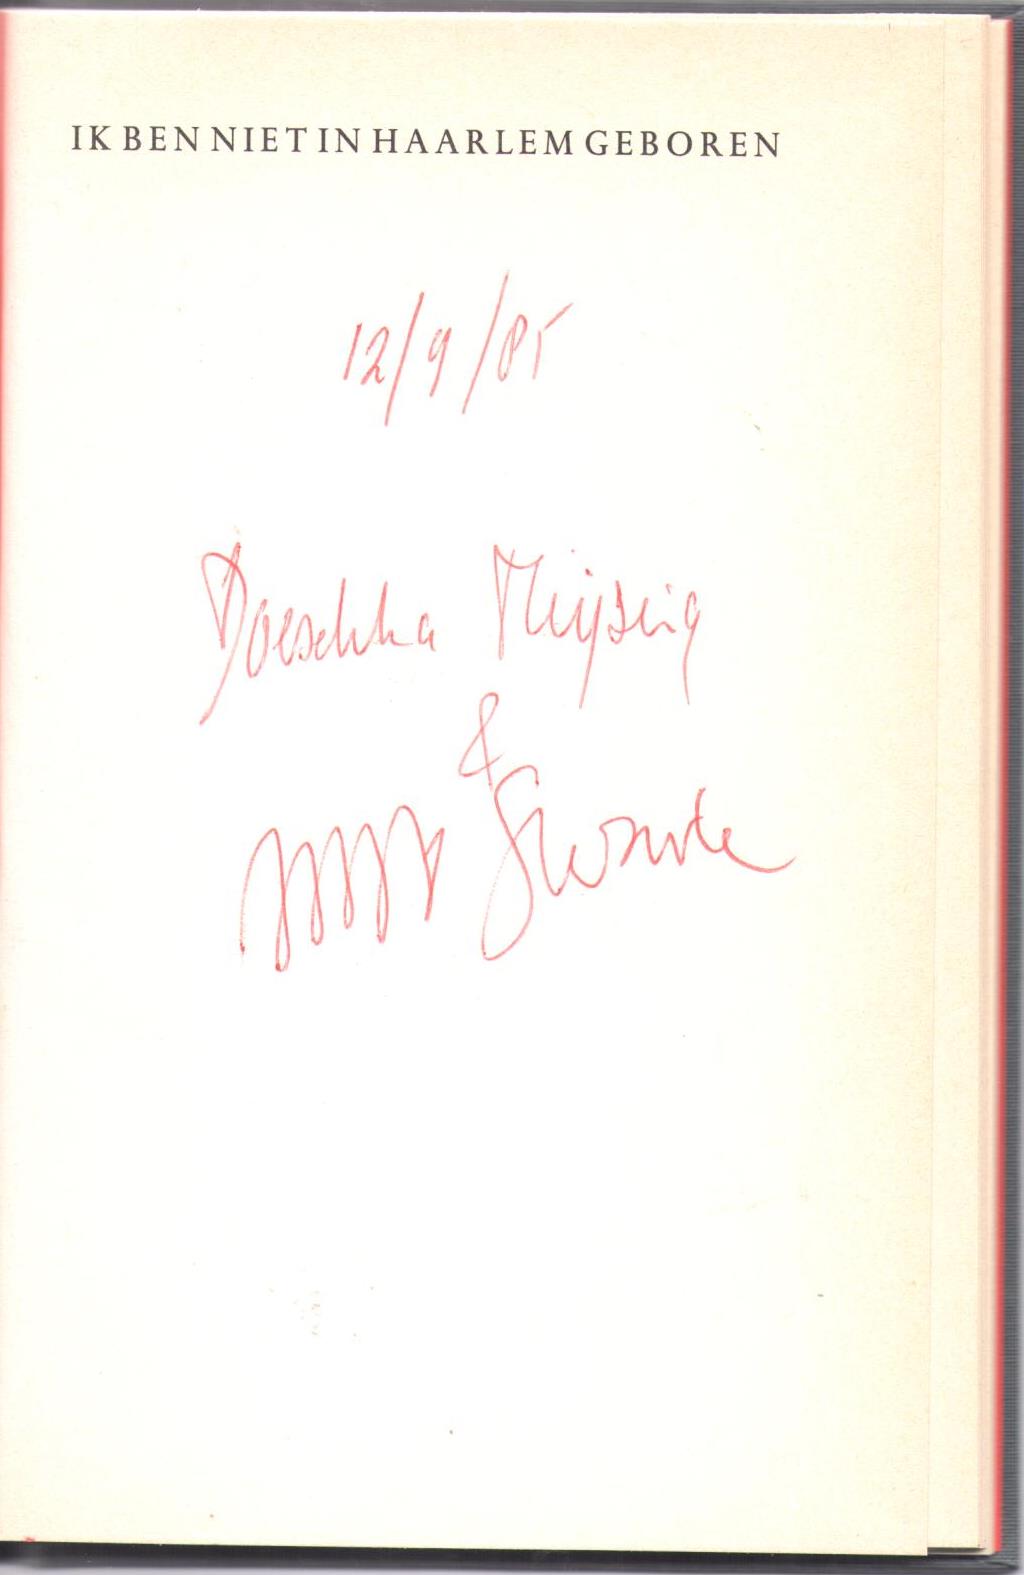 IK BEN NIET IN HAARLEM GEBOREN
12/9/85
Doeschka Meijsing
&